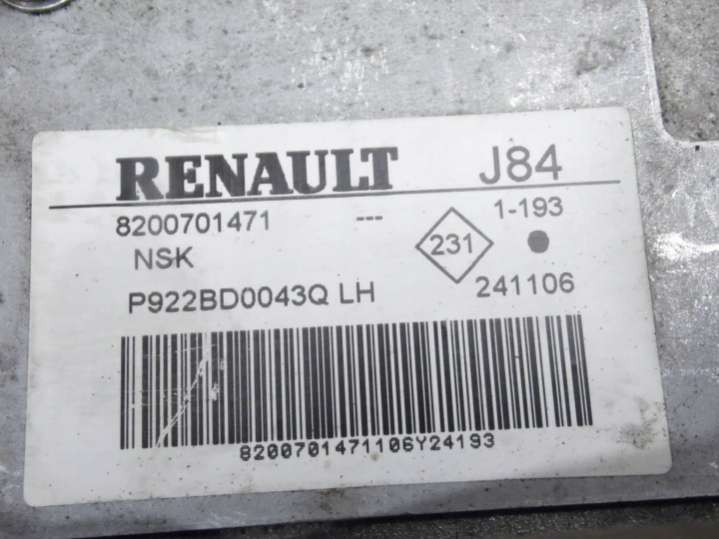 RENAULT J84
8200701471 --- 1-193
NSK 231
P922BD0043Q LH 241106
8200701471106Y24193